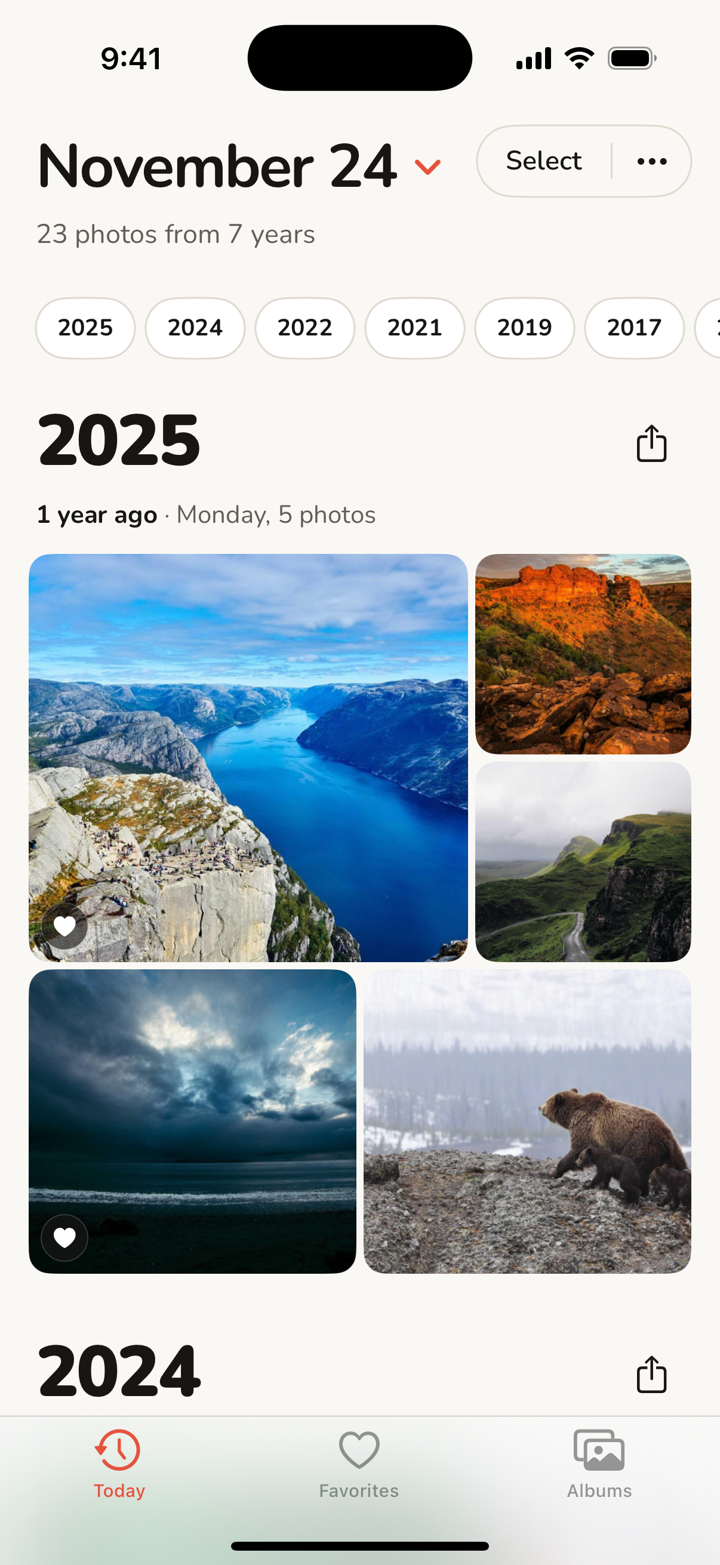 9:41
November 24
Select
23 photos from 7 years
2025
2024
2022
2021
2019
2017
2025
1 year ago · Monday, 5 photos
2024
Today
Favorites
Albums